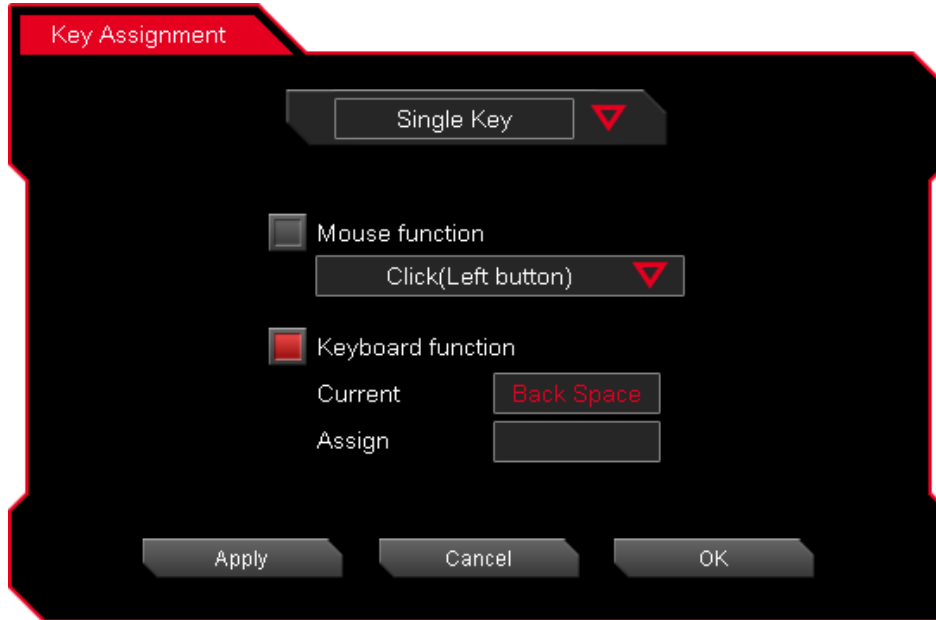 Key Assignment
Single Key
Mouse function
Click(Left button)
Keyboard function
Current Back Space
Assign
Apply Cancel OK